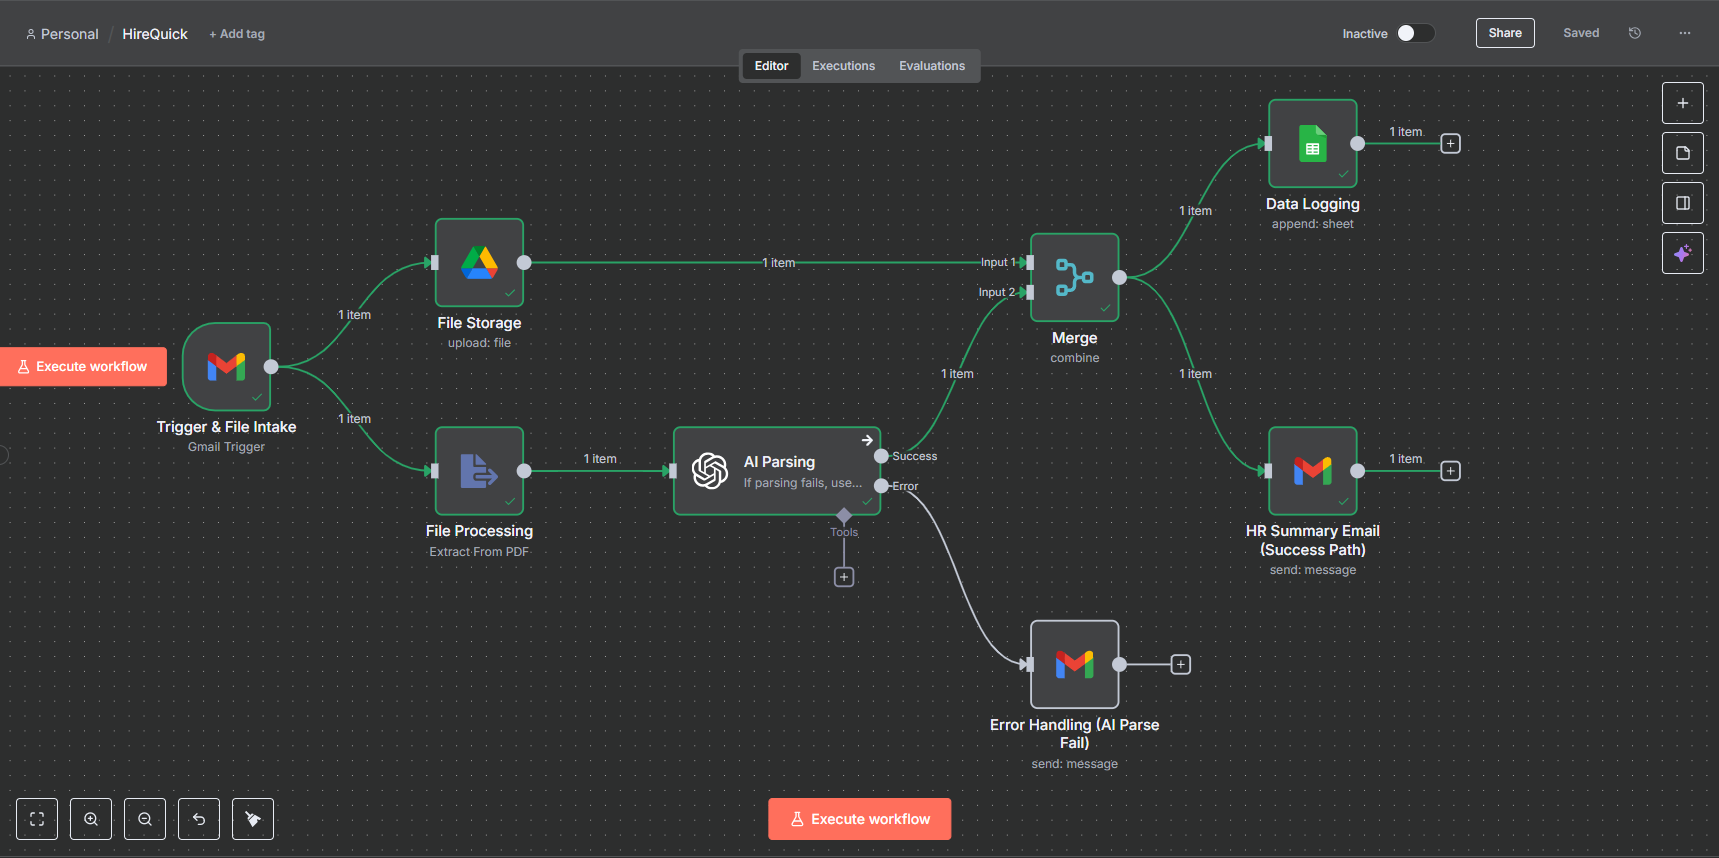 Personal / HireQuick + Add tag
Inactive
Share
Saved
Editor Executions Evaluations
1 item
Data Logging
append: sheet
1 item
1 item
Input 1
Input 2
File Storage
upload: file
Merge
combine
1 item
Execute workflow
1 item
1 item
Trigger & File Intake
Gmail Trigger
1 item
1 item
AI Parsing
If parsing fails, use...
Success
Error
Tools
1 item
File Processing
Extract From PDF
HR Summary Email
(Success Path)
send: message
Error Handling (AI Parse
Fail)
send: message
Execute workflow